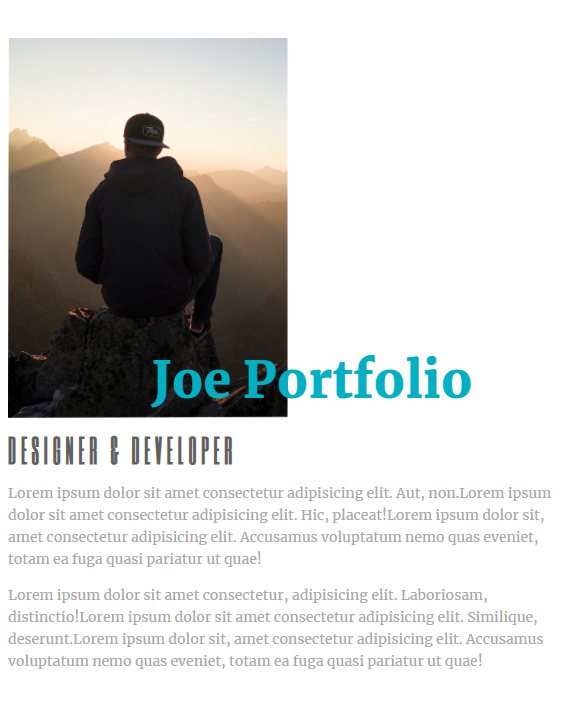 Joe Portfolio
DESIGNER & DEVELOPER
Lorem ipsum dolor sit amet consectetur adipisicing elit. Aut, non.Lorem ipsum
dolor sit amet consectetur adipisicing elit. Hic, placeat!Lorem ipsum dolor sit,
amet consectetur adipisicing elit. Accusamus voluptatum nemo quas eveniet,
totam ea fuga quasi pariatur ut quae!
Lorem ipsum dolor sit amet consectetur, adipisicing elit. Laboriosam,
distinctio!Lorem ipsum dolor sit amet consectetur adipisicing elit. Similique,
deserunt.Lorem ipsum dolor sit, amet consectetur adipisicing elit. Accusamus
voluptatum nemo quas eveniet, totam ea fuga quasi pariatur ut quae!